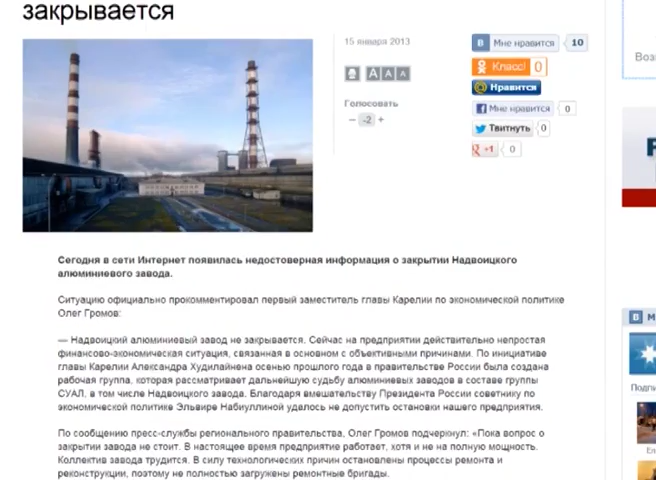 закрывается
15 января 2013
Мне нравится 10
Класс! 0
А А А
Нравится
Голосовать
Мне нравится 0
– -2 +
Твитнуть 0
+1 0
Сегодня в сети Интернет появилась недостоверная информация о закрытии Надвоицкого
алюминиевого завода.
Ситуацию официально прокомментировал первый заместитель главы Карелии по экономической политике
Олег Громов:
— Надвоицкий алюминиевый завод не закрывается. Сейчас на предприятии действительно непростая
финансово-экономическая ситуация, связанная в основном с объективными причинами. По инициативе
главы Карелии Александра Худилайнена осенью прошлого года в правительстве России была создана
рабочая группа, которая рассматривает дальнейшую судьбу алюминиевых заводов в составе группы
СУАЛ, в том числе Надвоицкого завода. Благодаря вмешательству Президента России советнику по
экономической политике Эльвире Набиуллиной удалось не допустить остановки нашего предприятия.
По сообщению пресс-службы регионального правительства, Олег Громов подчеркнул: «Пока вопрос о
закрытии завода не стоит. В настоящее время предприятие работает, хотя и не на полную мощность.
Коллектив завода трудится. В силу технологических причин остановлены процессы ремонта и
реконструкции, поэтому не полностью загружены ремонтные бригады.